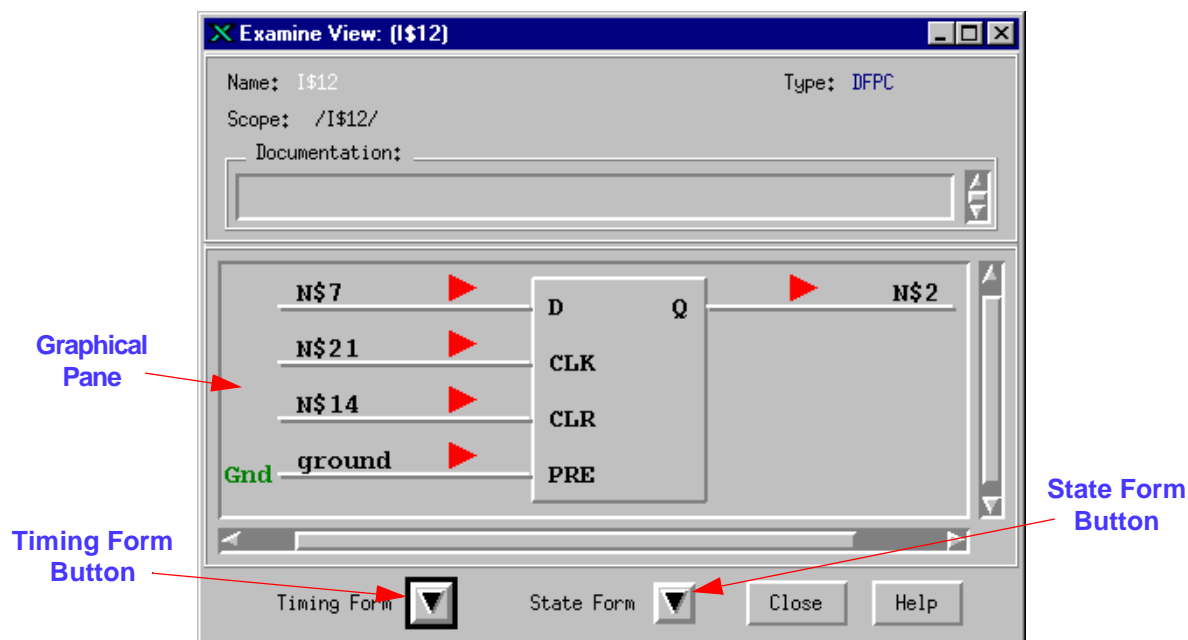 Examine View: (I$12)
Name: I$12 Type: DFPC
Scope: /I$12/
Documentation:
N$7
D Q
N$2
N$21
CLK
N$14
CLR
Gnd ground
PRE
Graphical
Pane
State Form
Button
Timing Form
Button
Timing Form State Form Close Help